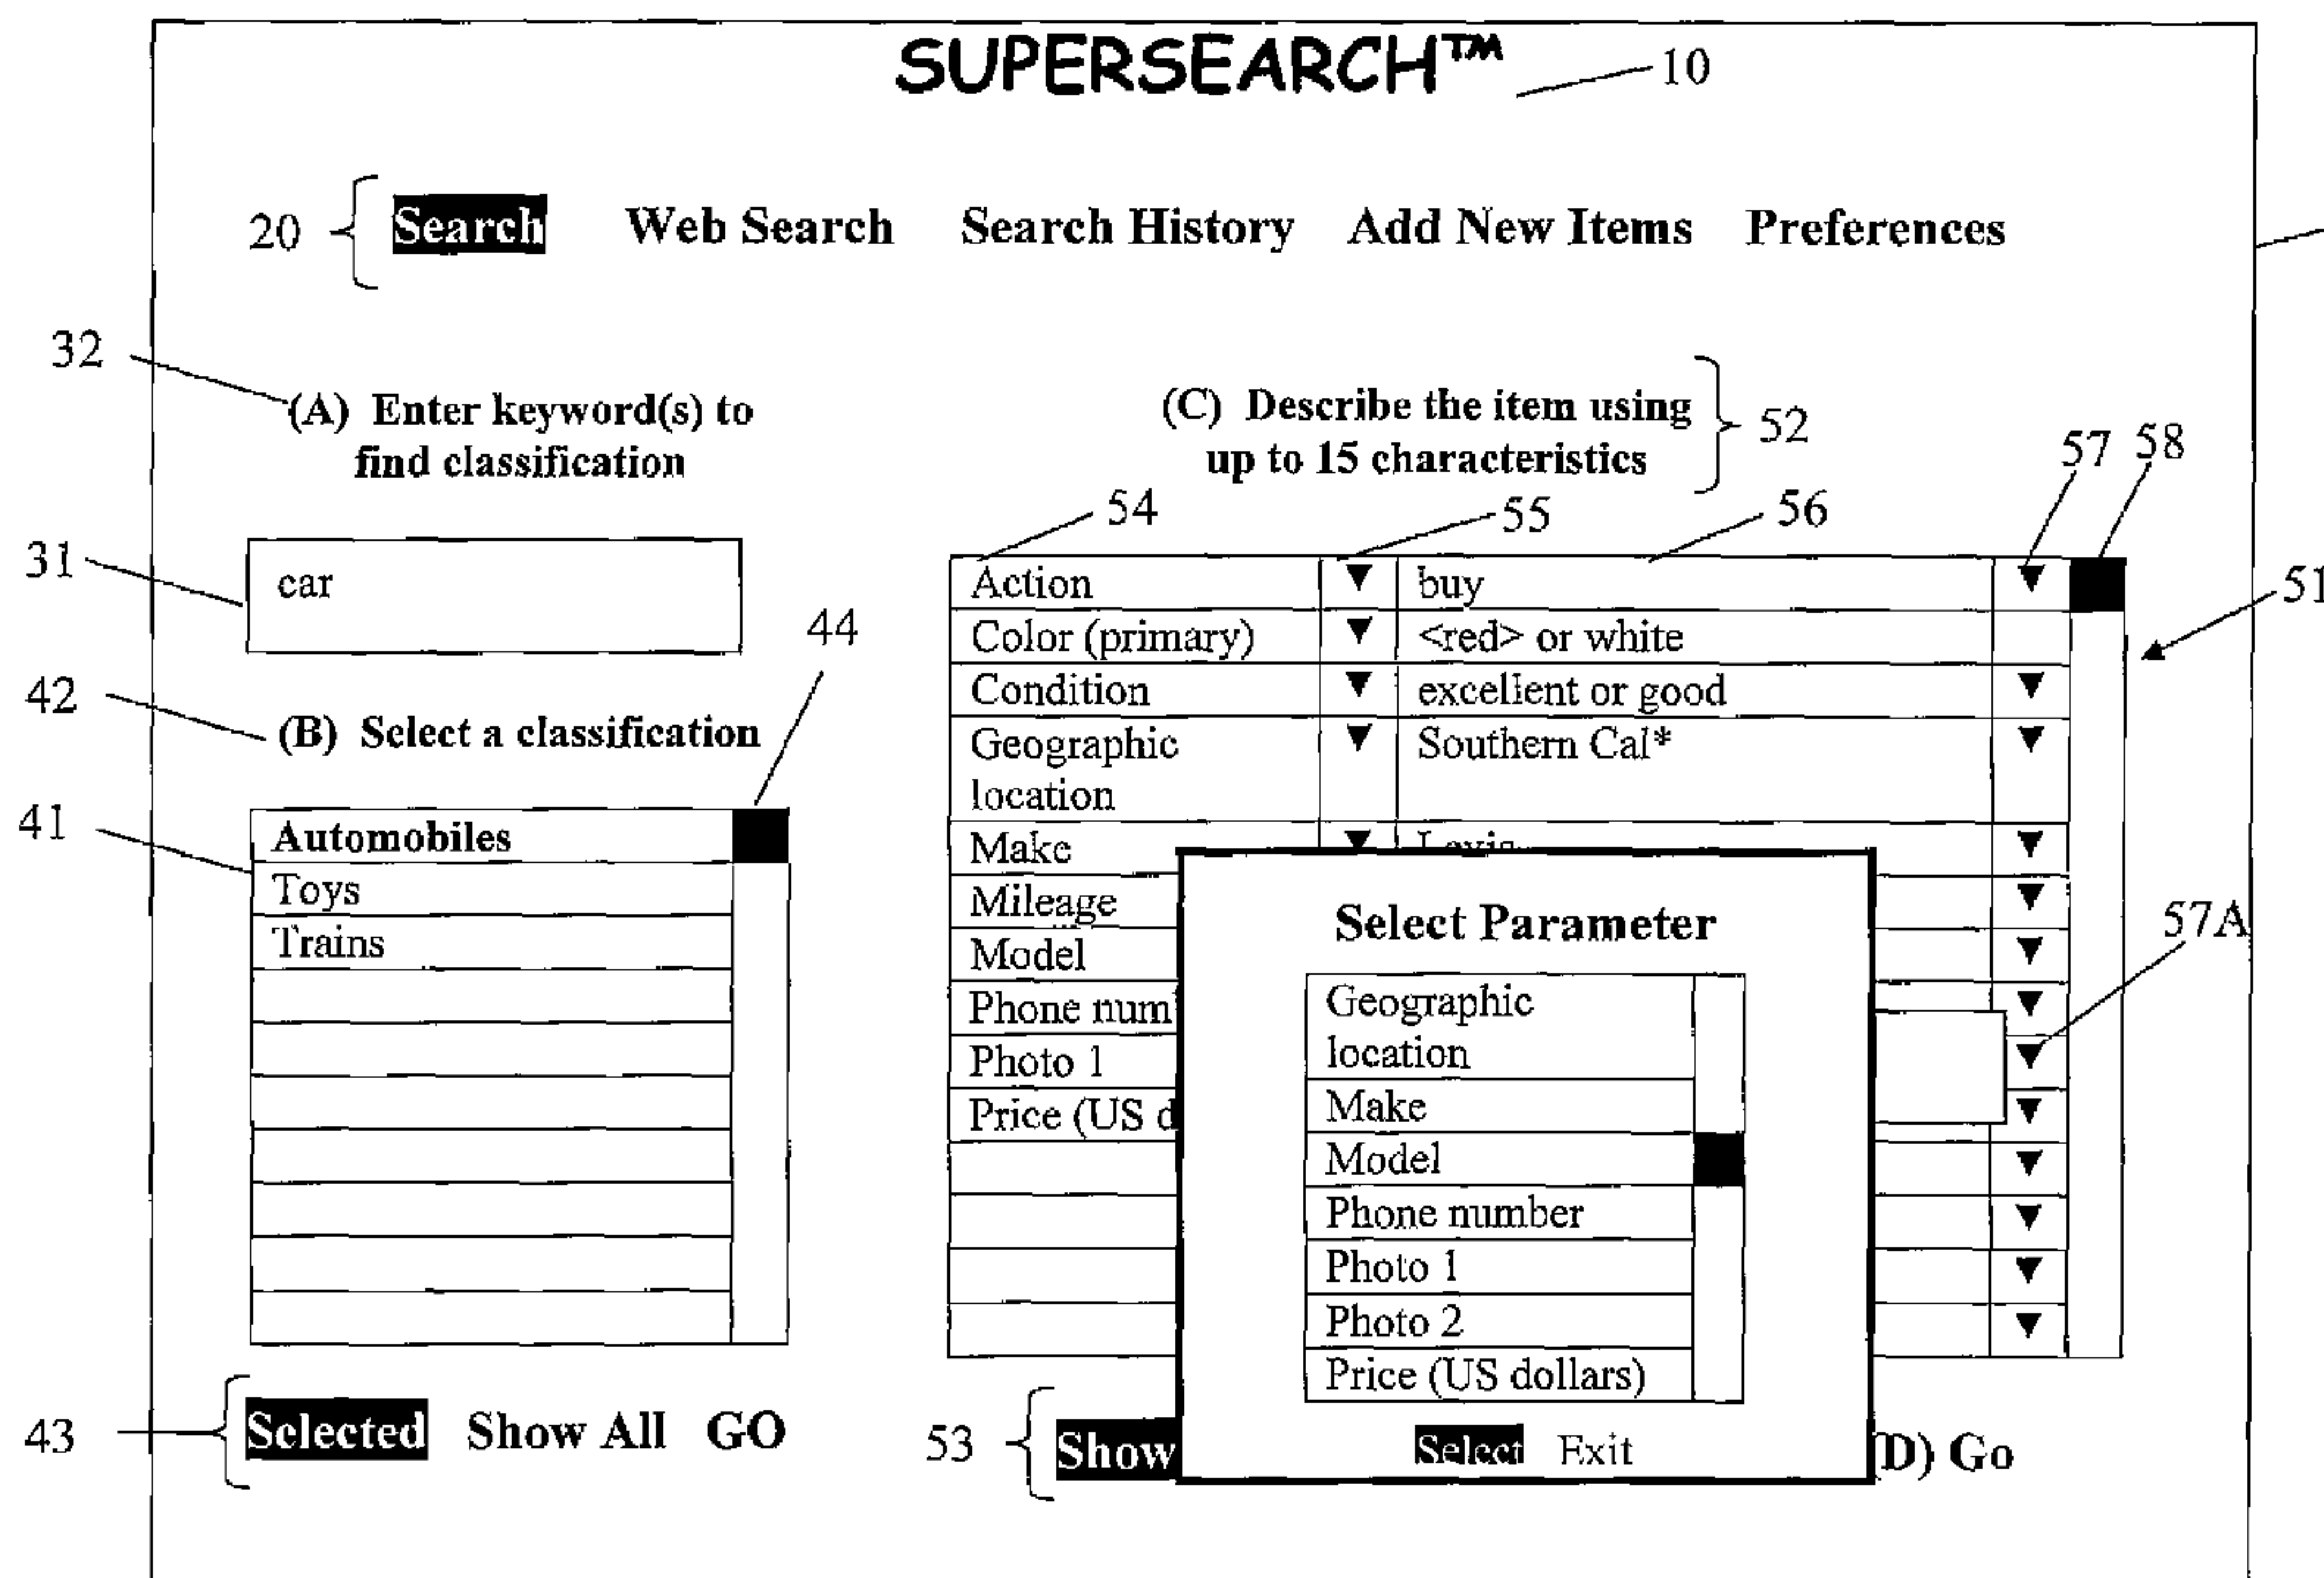 SUPERSEARCH™
10
20
Search Web Search Search History Add New Items Preferences
32
(A) Enter keyword(s) to
find classification
31
car
42
(B) Select a classification
44
41
Automobiles
Toys
Trains
43
Selected Show All GO
(C) Describe the item using
up to 15 characteristics
52
54
55
56
57
58
51
Action ▼ buy ▼
Color (primary) ▼ <red> or white
Condition ▼ excellent or good ▼
Geographic ▼ Southern Cal* ▼
location
Make ▼ ▼
Mileage ▼
Model ▼
57A
Phone num ▼
Photo 1 ▼
Price (US d ▼
▼
▼
▼
▼
Select Parameter
Geographic
location
Make
Model
Phone number
Photo 1
Photo 2
Price (US dollars)
Select Exit
53
Show
D) Go